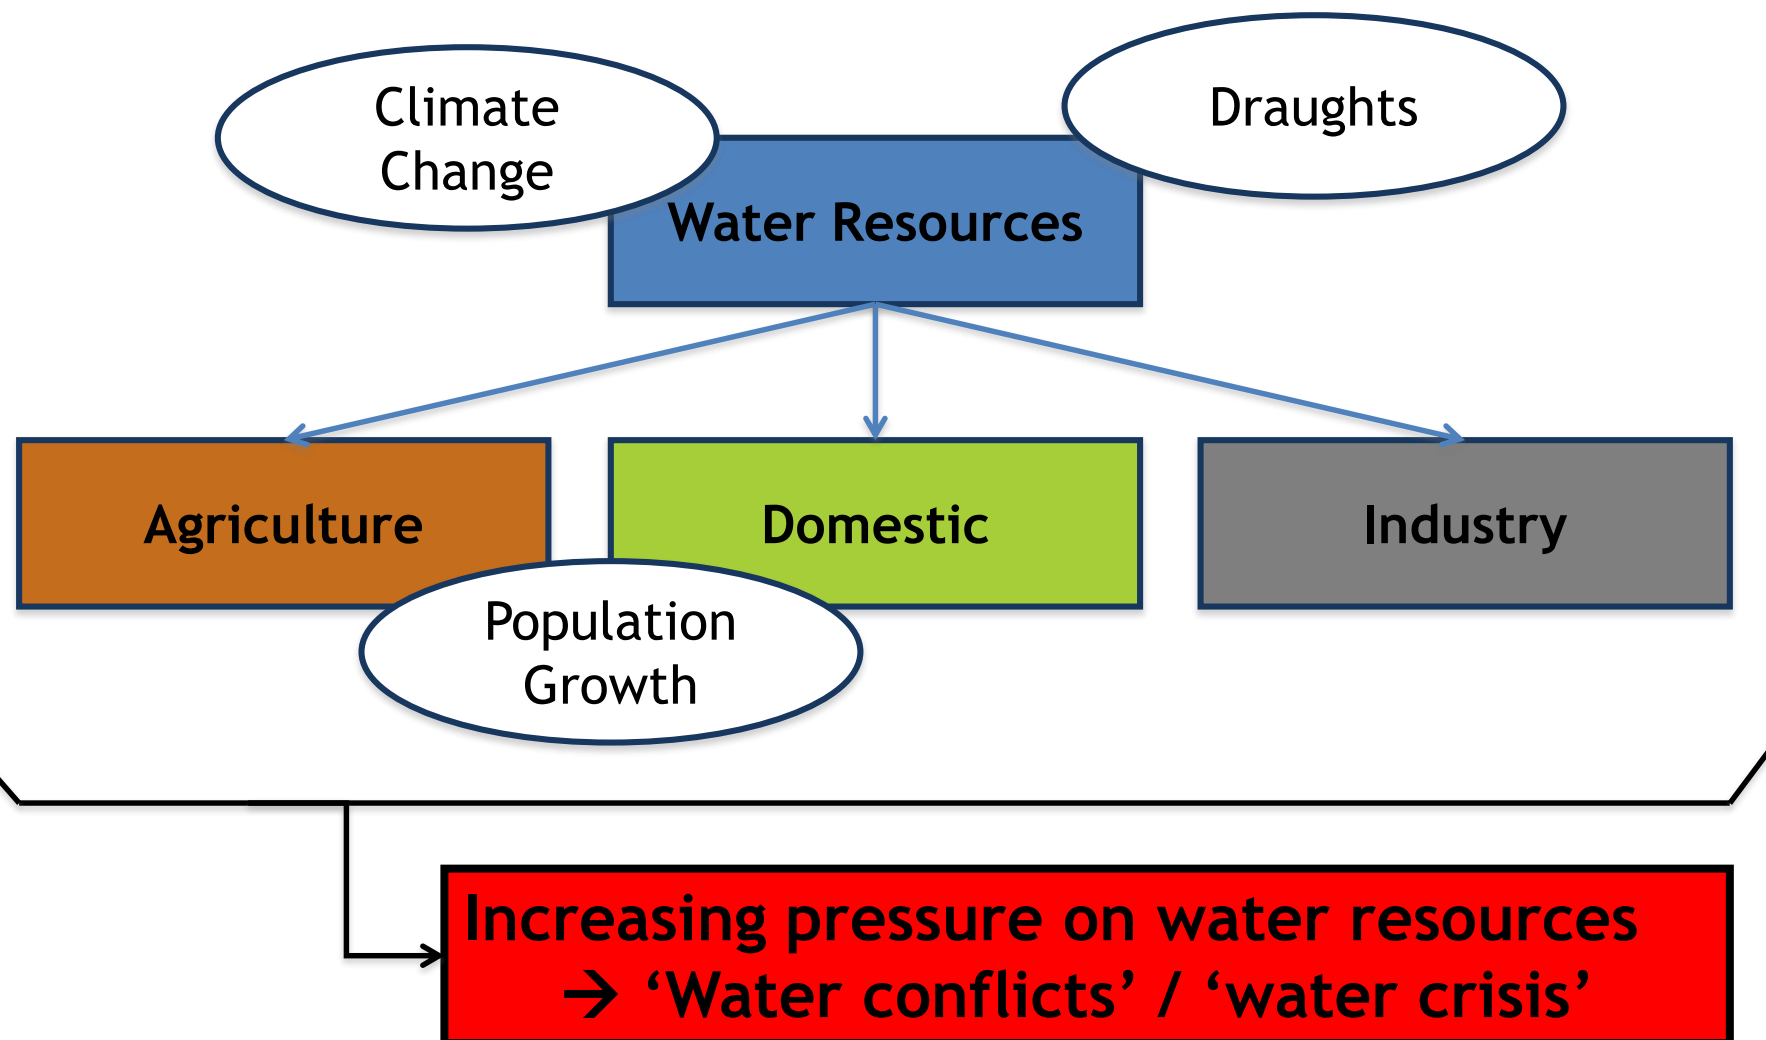 Climate
Change
Draughts
Water Resources
Agriculture
Domestic
Industry
Population
Growth
Increasing pressure on water resources
→ ‘Water conflicts’ / ‘water crisis’